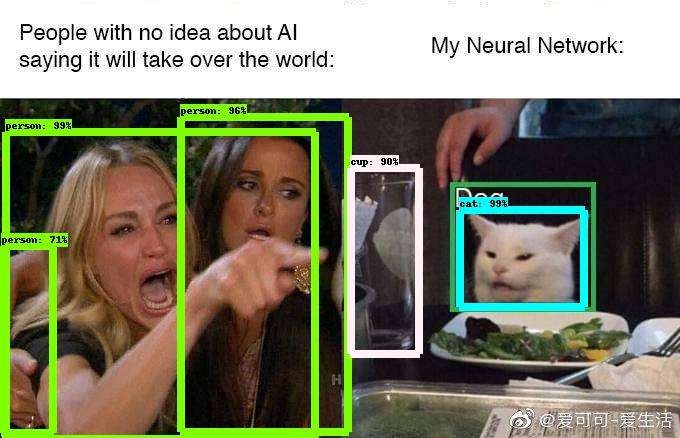 People with no idea about AI
saying it will take over the world:
My Neural Network:
person: 99%
person: 96%
person: 71%
cup: 90%
Dog
cat: 99%
@爱可可-爱生活